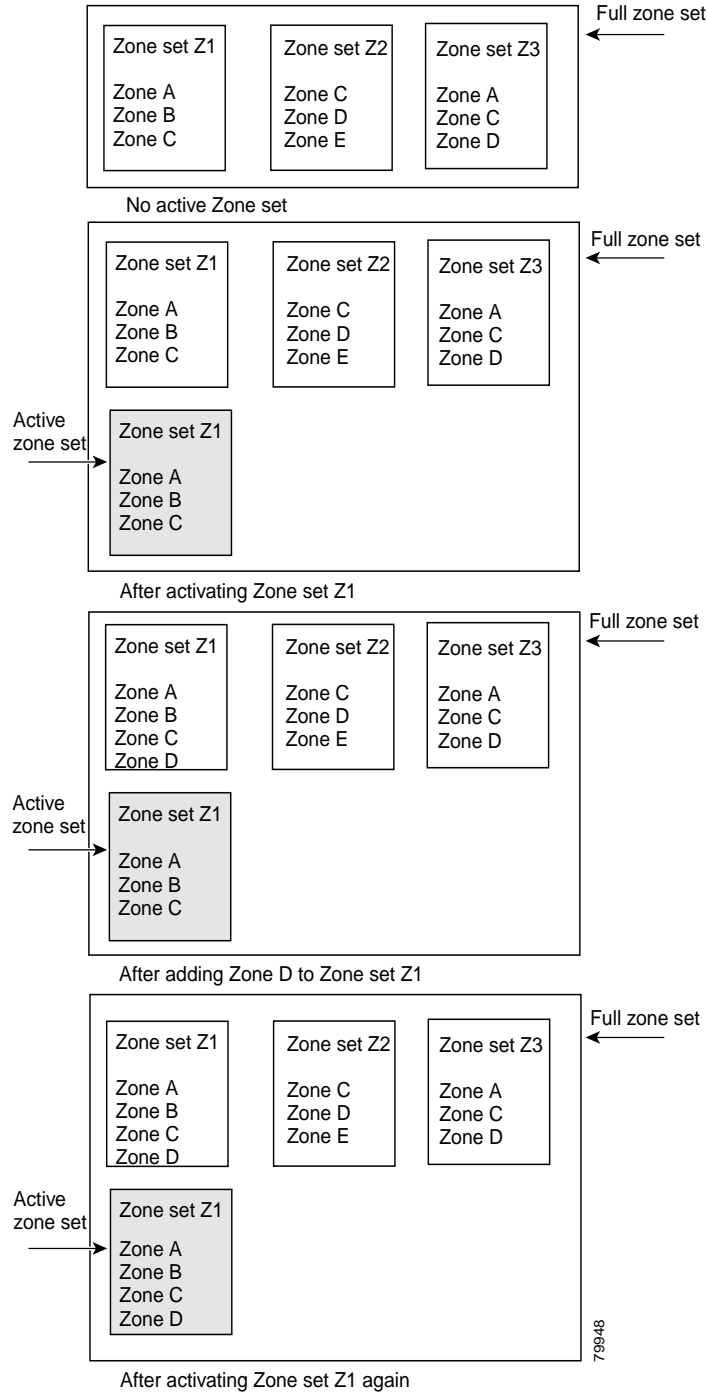 Full zone set
Zone set Z1
Zone A
Zone B
Zone C
Zone set Z2
Zone C
Zone D
Zone E
Zone set Z3
Zone A
Zone C
Zone D
No active Zone set
Full zone set
Zone set Z1
Zone A
Zone B
Zone C
Zone set Z2
Zone C
Zone D
Zone E
Zone set Z3
Zone A
Zone C
Zone D
Active
zone set
Zone set Z1
Zone A
Zone B
Zone C
After activating Zone set Z1
Full zone set
Zone set Z1
Zone A
Zone B
Zone C
Zone D
Zone set Z2
Zone C
Zone D
Zone E
Zone set Z3
Zone A
Zone C
Zone D
Active
zone set
Zone set Z1
Zone A
Zone B
Zone C
After adding Zone D to Zone set Z1
Full zone set
Zone set Z1
Zone A
Zone B
Zone C
Zone D
Zone set Z2
Zone C
Zone D
Zone E
Zone set Z3
Zone A
Zone C
Zone D
Active
zone set
Zone set Z1
Zone A
Zone B
Zone C
Zone D
79948
After activating Zone set Z1 again